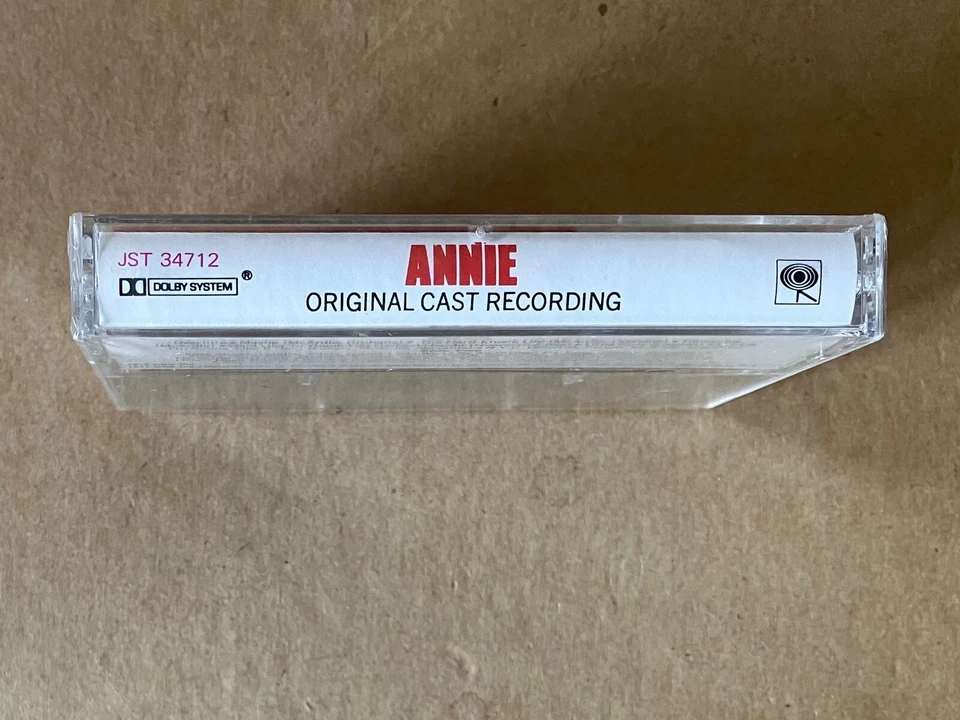 JST 34712
DOLBY SYSTEM®
ANNIE
ORIGINAL CAST RECORDING